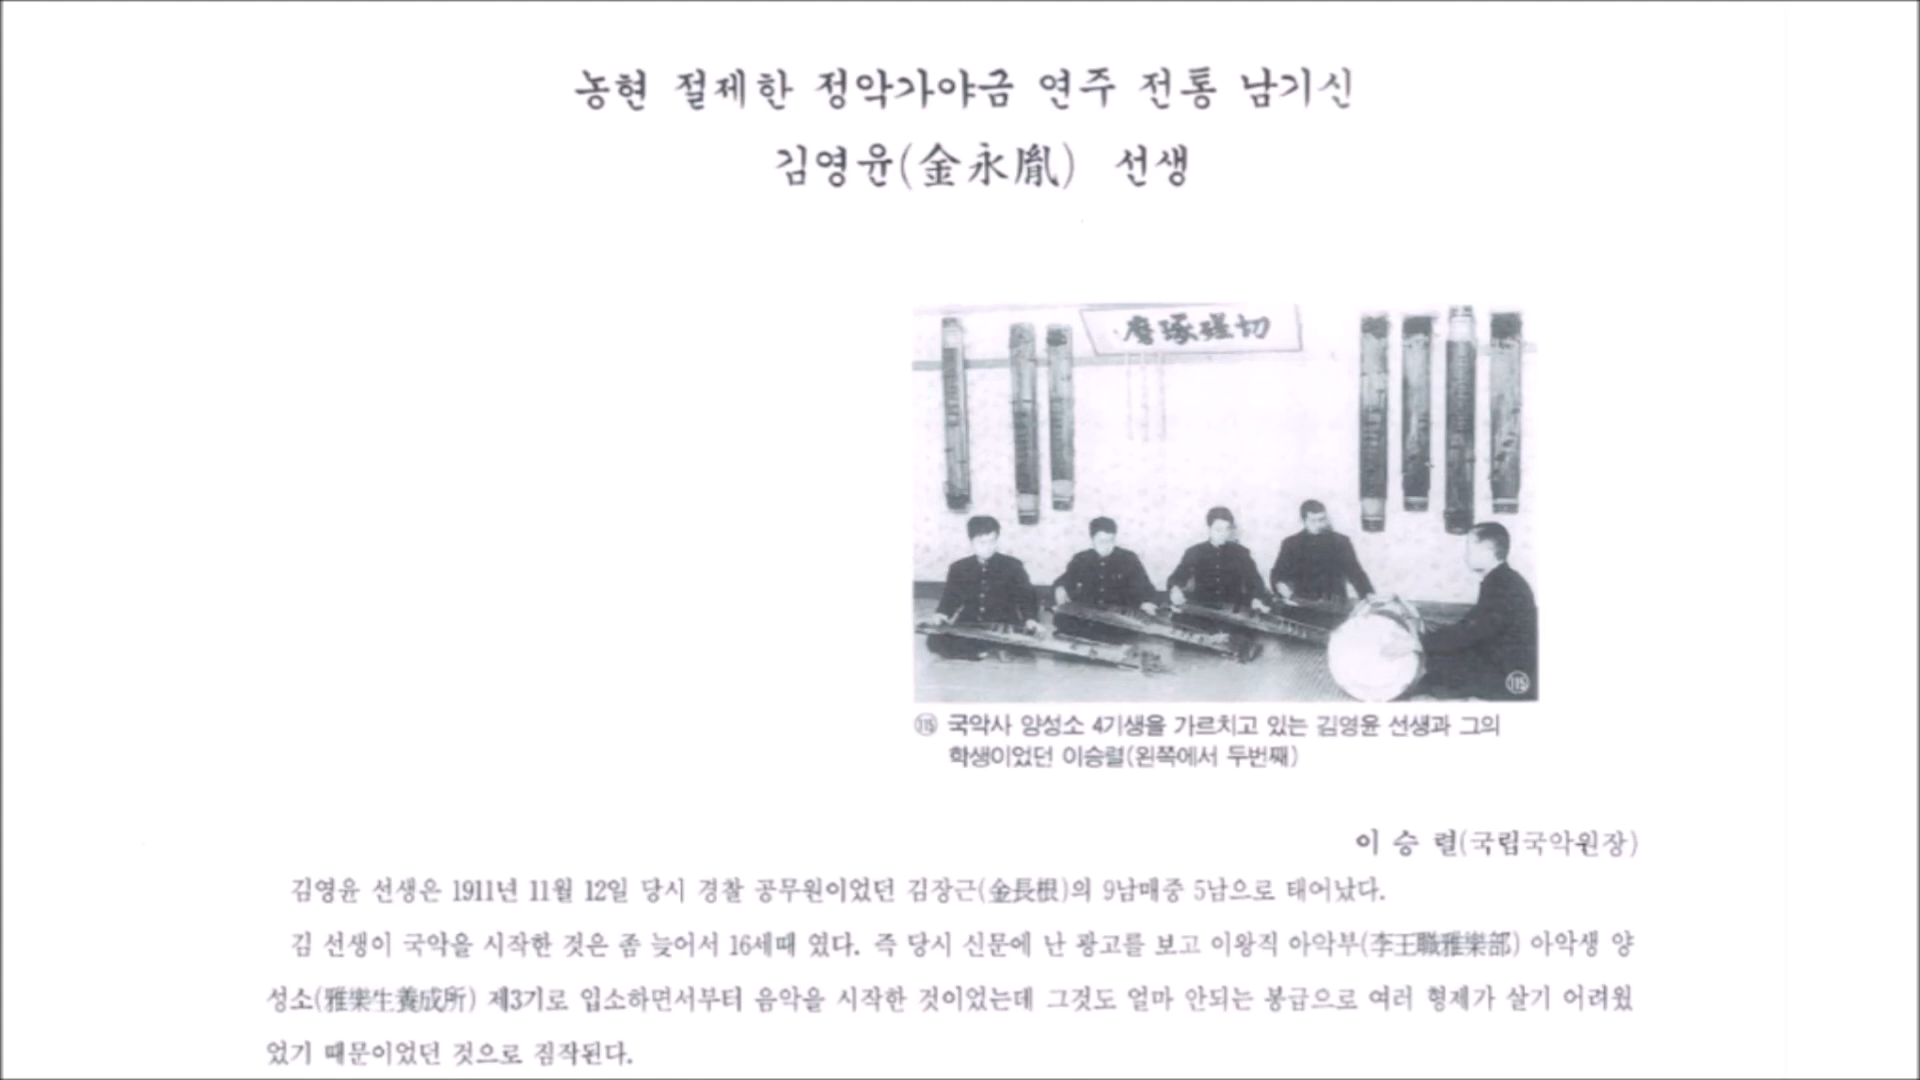 농현 절제한 정악가야금 연주 전통 남기신
김영윤(金永胤) 선생
磨琢磋切
115
115 국악사 양성소 4기생을 가르치고 있는 김영윤 선생과 그의
학생이었던 이승렬(왼쪽에서 두번째)
이 승 렬(국립국악원장)
김영윤 선생은 1911년 11월 12일 당시 경찰 공무원이었던 김장근(金長根)의 9남매중 5남으로 태어났다.
김 선생이 국악을 시작한 것은 좀 늦어서 16세때 였다. 즉 당시 신문에 난 광고를 보고 이왕직 아악부(李王職雅樂部) 아악생 양
성소(雅樂生養成所) 제3기로 입소하면서부터 음악을 시작한 것이었는데 그것도 얼마 안되는 봉급으로 여러 형제가 살기 어려웠
었기 때문이었던 것으로 짐작된다.